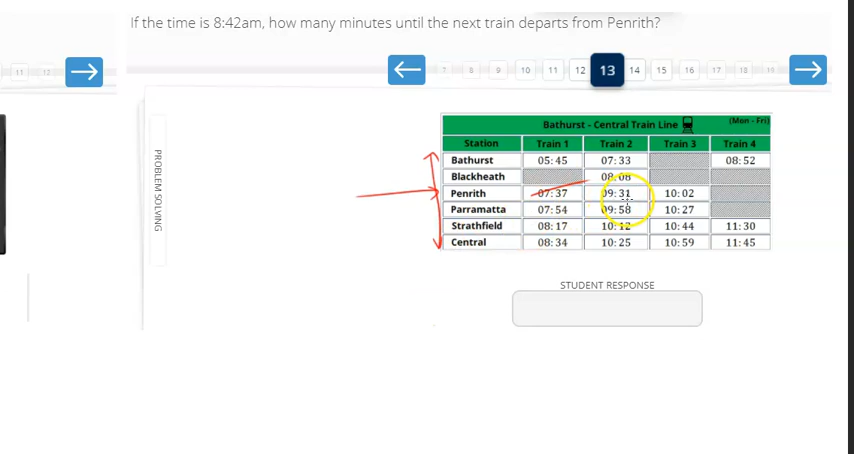 If the time is 8:42am, how many minutes until the next train departs from Penrith?
11 12 7 8 9 10 11 12 13 14 15 16 17 18 19
PROBLEM SOLVING
Bathurst - Central Train Line (Mon - Fri)
Station Train 1 Train 2 Train 3 Train 4
Bathurst 05:45 07:33 08:52
Blackheath 08:08
Penrith 07:37 09:31 10:02
Parramatta 07:54 09:58 10:27
Strathfield 08:17 10:12 10:44 11:30
Central 08:34 10:25 10:59 11:45
STUDENT RESPONSE